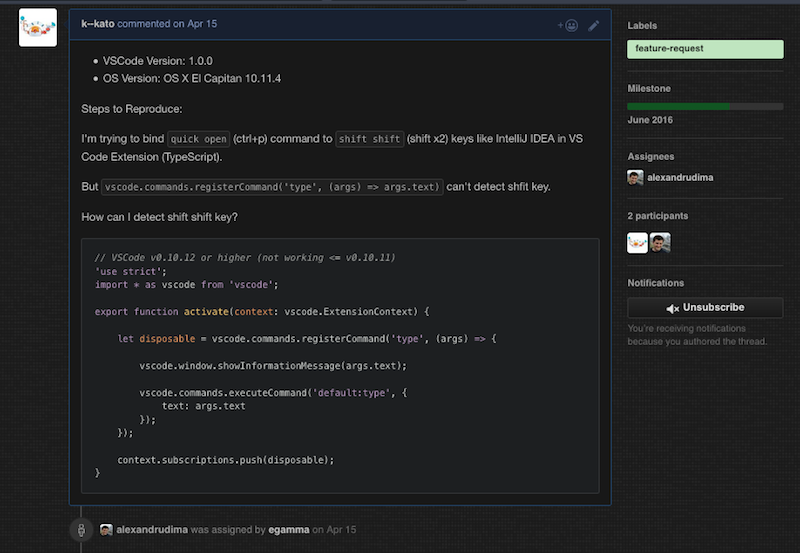 k--kato commented on Apr 15
VSCode Version: 1.0.0
OS Version: OS X El Capitan 10.11.4
Steps to Reproduce:
I'm trying to bind quick open (ctrl+p) command to shift shift (shift x2) keys like IntelliJ IDEA in VS
Code Extension (TypeScript).
But vscode.commands.registerCommand('type', (args) => args.text) can't detect shfit key.
How can I detect shift shift key?
// VSCode v0.10.12 or higher (not working <= v0.10.11)
'use strict';
import * as vscode from 'vscode';
export function activate(context: vscode.ExtensionContext) {
let disposable = vscode.commands.registerCommand('type', (args) => {
vscode.window.showInformationMessage(args.text);
vscode.commands.executeCommand('default:type', {
text: args.text
});
});
context.subscriptions.push(disposable);
}
alexandrudima was assigned by egamma on Apr 15
Labels
feature-request
Milestone
June 2016
Assignees
alexandrudima
2 participants
Notifications
Unsubscribe
You're receiving notifications
because you authored the thread.